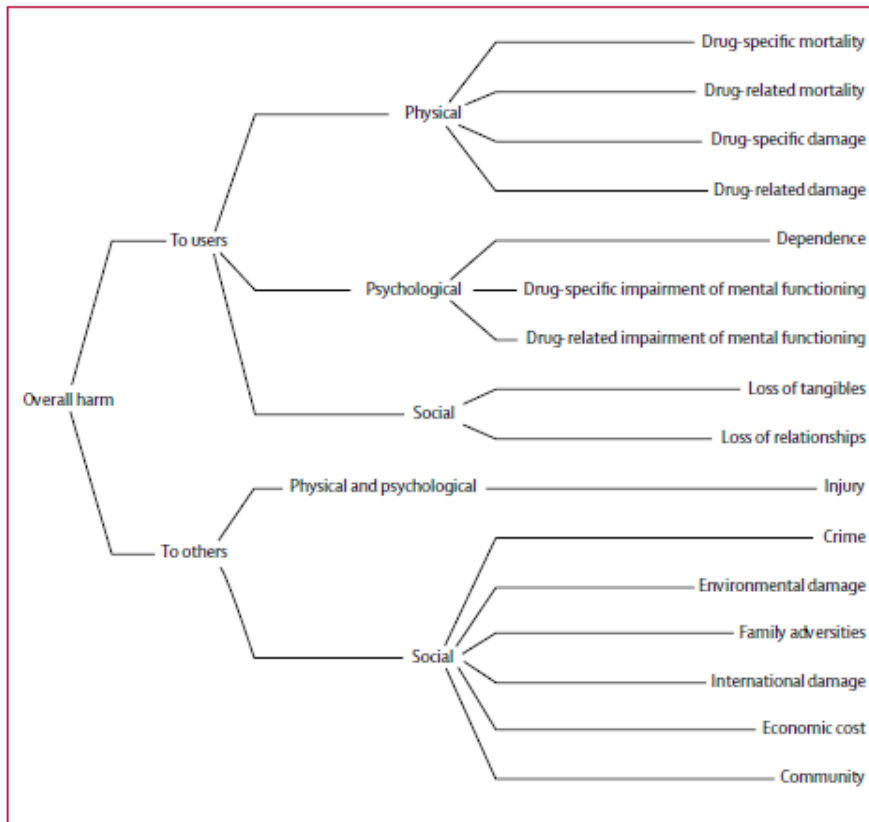 Drug-specific mortality
Drug-related mortality
Physical
Drug-specific damage
Drug-related damage
To users
Dependence
Psychological
Drug-specific impairment of mental functioning
Drug-related impairment of mental functioning
Loss of tangibles
Overall harm
Social
Loss of relationships
Physical and psychological
Injury
Crime
To others
Environmental damage
Family adversities
Social
International damage
Economic cost
Community